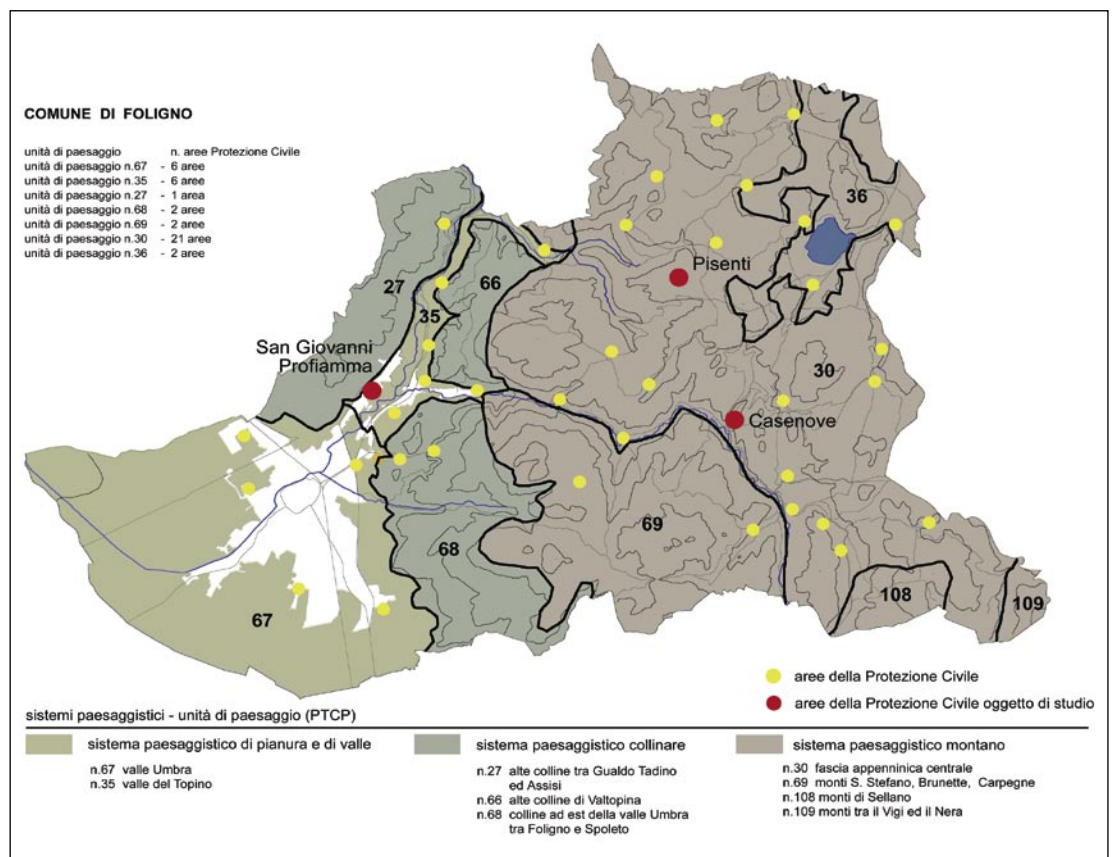 COMUNE DI FOLIGNO
unità di paesaggio n. aree Protezione Civile
unità di paesaggio n.67 - 6 aree
unità di paesaggio n.35 - 6 aree
unità di paesaggio n.27 - 1 area
unità di paesaggio n.68 - 2 aree
unità di paesaggio n.69 - 2 aree
unità di paesaggio n.30 - 21 aree
unità di paesaggio n.36 - 2 aree
36
Pisenti
27
66
35
San Giovanni
Profiamma
30
Casenove
69
68
67
108
109
aree della Protezione Civile
aree della Protezione Civile oggetto di studio
sistemi paesaggistici - unità di paesaggio (PTCP)
sistema paesaggistico di pianura e di valle
n.67 valle Umbra
n.35 valle del Topino
sistema paesaggistico collinare
n.27 alte colline tra Gualdo Tadino
ed Assisi
n.66 alte colline di Valtopina
n.68 colline ad est della valle Umbra
tra Foligno e Spoleto
sistema paesaggistico montano
n.30 fascia appenninica centrale
n.69 monti S. Stefano, Brunette, Carpegne
n.108 monti di Sellano
n.109 monti tra il Vigi ed il Nera